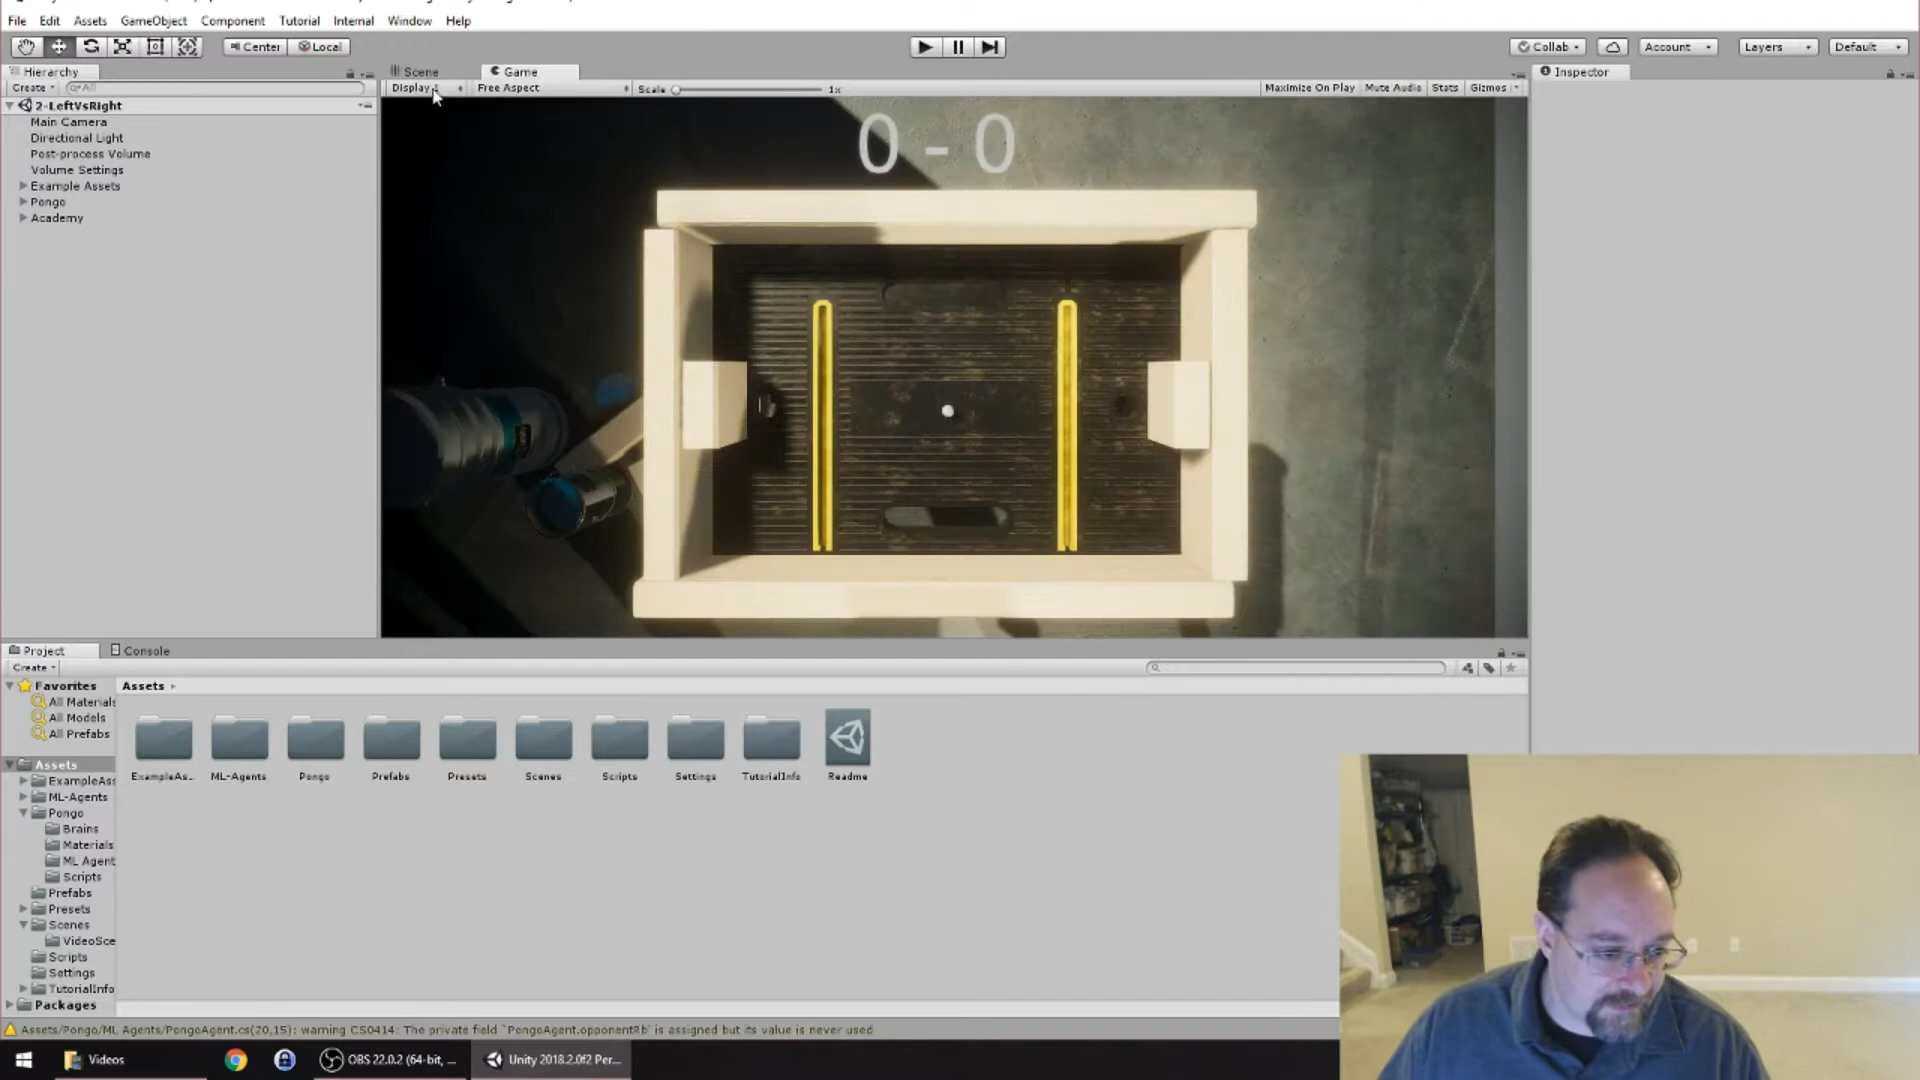 File Edit Assets GameObject Component Tutorial Internal Window Help
Center Local Collab Account Layers Default
Hierarchy
Create All
2-LeftVsRight
Main Camera
Directional Light
Post-process Volume
Volume Settings
Example Assets
Pongo
Academy
Scene Game
Display Free Aspect Scale 1x Maximize On Play Mute Audio Stats Gizmos
0 - 0
Inspector
Project Console
Create
Favorites
All Materials
All Models
All Prefabs
Assets
ExampleAss
ML-Agents
Pongo
Brains
Materials
ML Agent
Scripts
Prefabs
Presets
Scenes
VideoSce
Scripts
Settings
TutorialInfo
Packages
Assets
ExampleAs... ML-Agents Pongo Prefabs Presets Scenes Scripts Settings TutorialInfo Readme
Assets/Pongo/ML Agents/PongoAgent.cs(20,15): warning CS0414: The private field `PongoAgent.opponentRb' is assigned but its value is never used
Videos OBS 22.0.2 (64-bit, ... Unity 2018.2.0f2 Per...